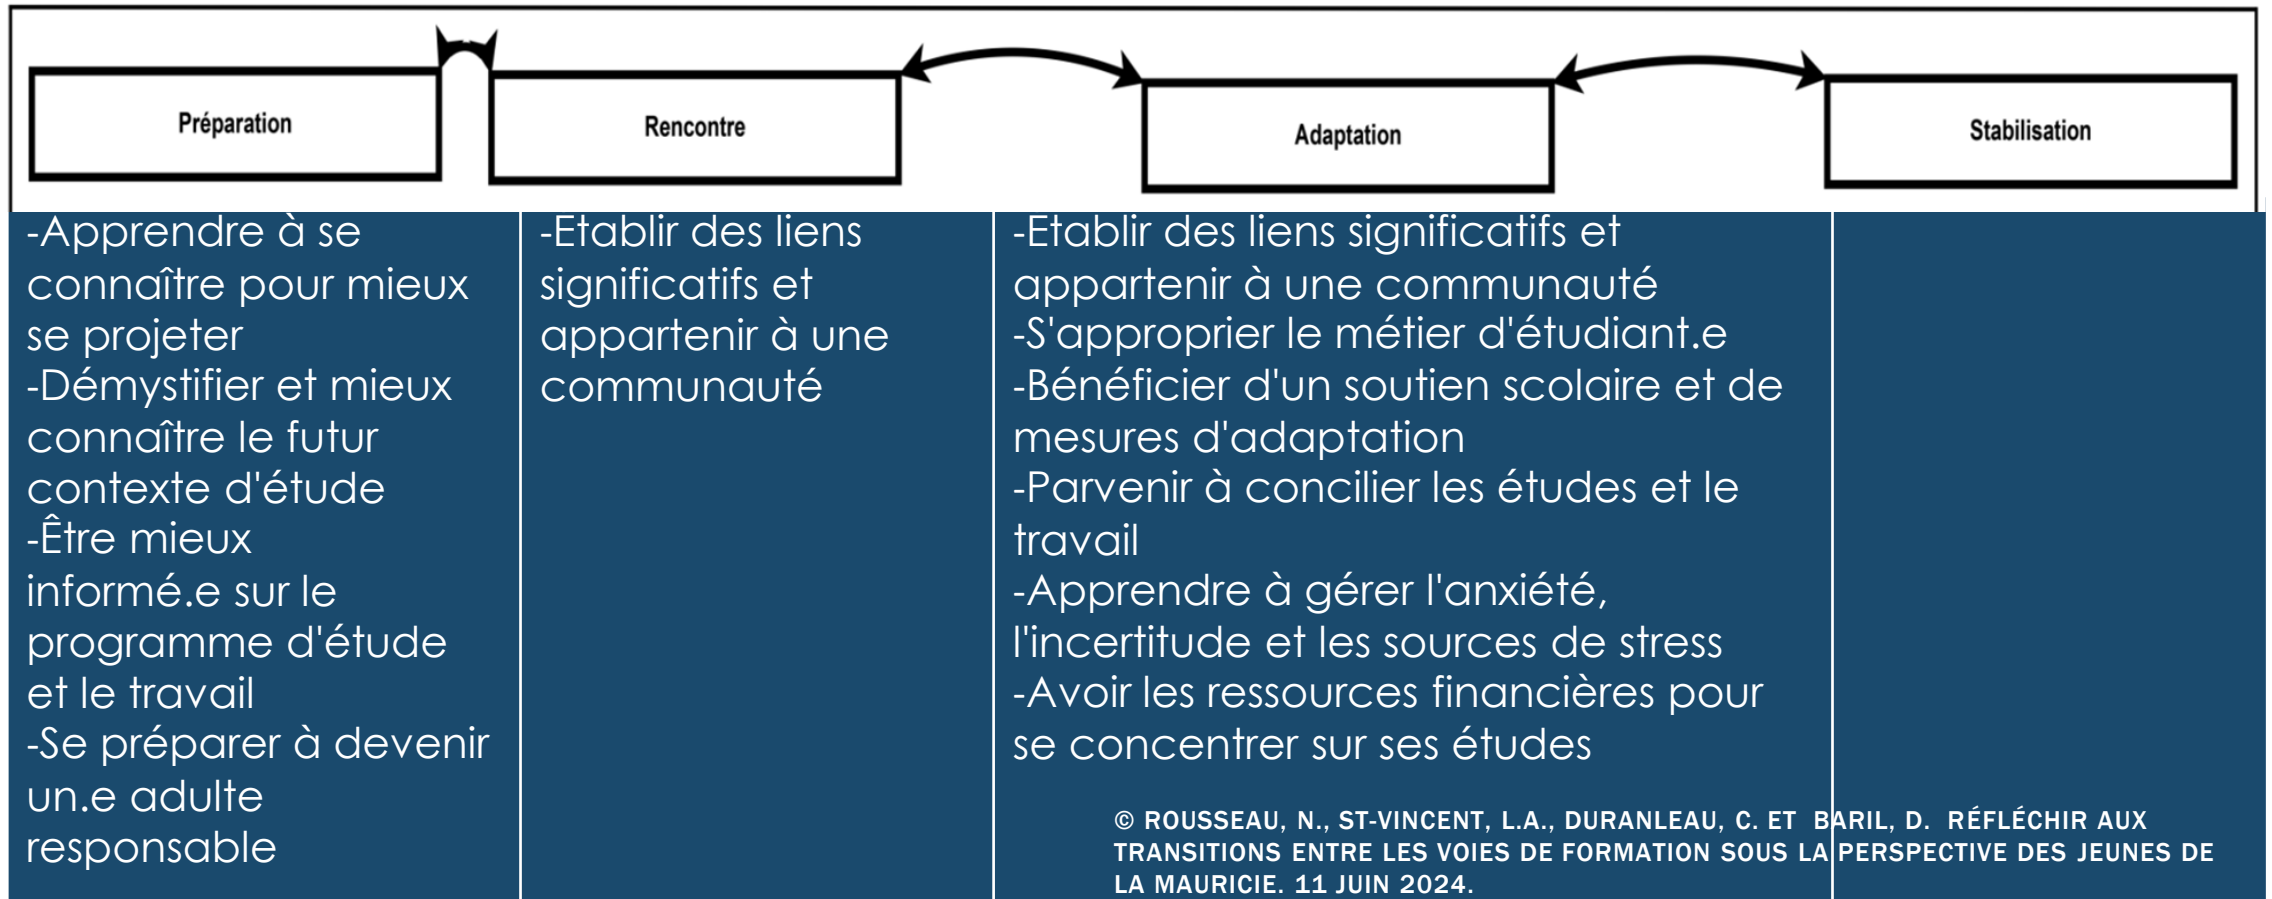 Préparation
Rencontre
Adaptation
Stabilisation
-Apprendre à se
connaître pour mieux
se projeter
-Démystifier et mieux
connaître le futur
contexte d'étude
-Être mieux
informé.e sur le
programme d'étude
et le travail
-Se préparer à devenir
un.e adulte
responsable
-Etablir des liens
significatifs et
appartenir à une
communauté
-Etablir des liens significatifs et
appartenir à une communauté
-S'approprier le métier d'étudiant.e
-Bénéficier d'un soutien scolaire et de
mesures d'adaptation
-Parvenir à concilier les études et le
travail
-Apprendre à gérer l'anxiété,
l'incertitude et les sources de stress
-Avoir les ressources financières pour
se concentrer sur ses études
© ROUSSEAU, N., ST-VINCENT, L.A., DURANLEAU, C. ET BARIL, D. RÉFLÉCHIR AUX
TRANSITIONS ENTRE LES VOIES DE FORMATION SOUS LA PERSPECTIVE DES JEUNES DE
LA MAURICIE. 11 JUIN 2024.